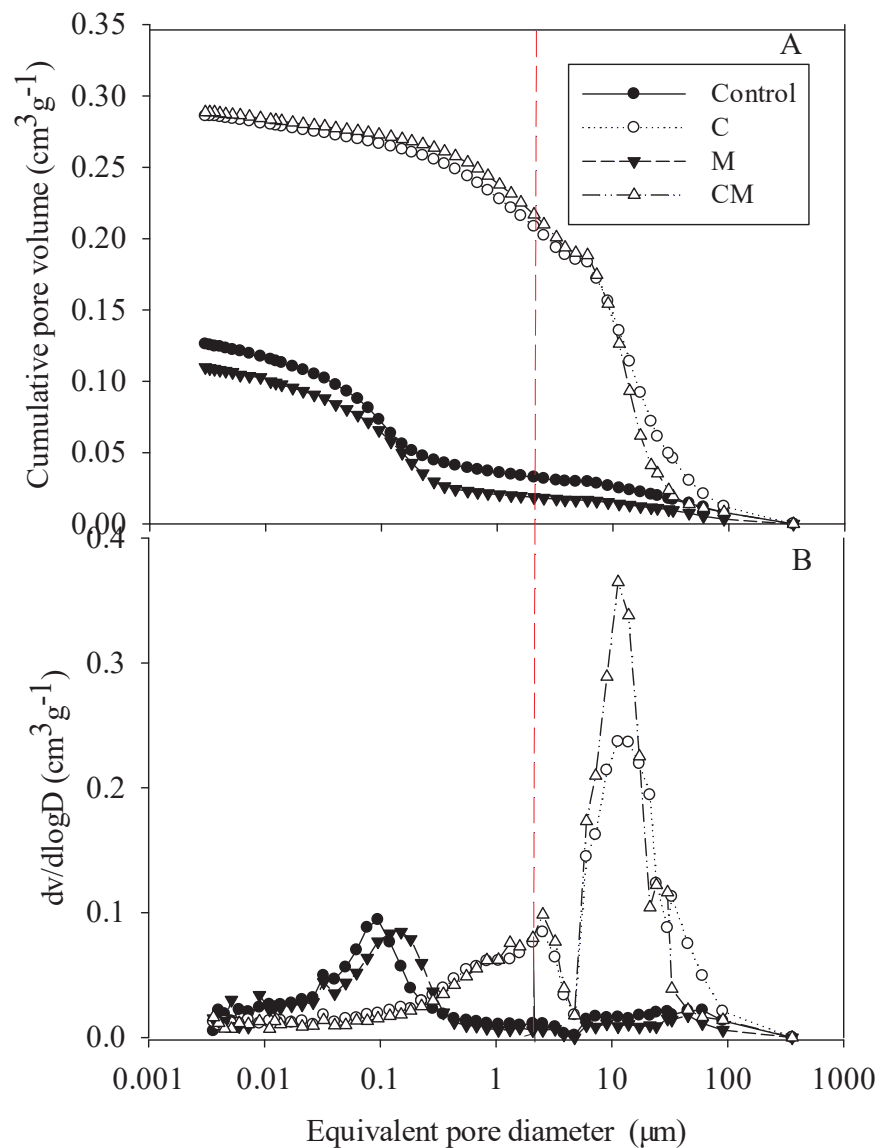 A
Control
C
M
CM
Cumulative pore volume (cm³g⁻¹)
0.35
0.30
0.25
0.20
0.15
0.10
0.05
0.00
B
dv/dlogD (cm³g⁻¹)
0.4
0.3
0.2
0.1
0.0
0.001 0.01 0.1 1 10 100 1000
Equivalent pore diameter (μm)